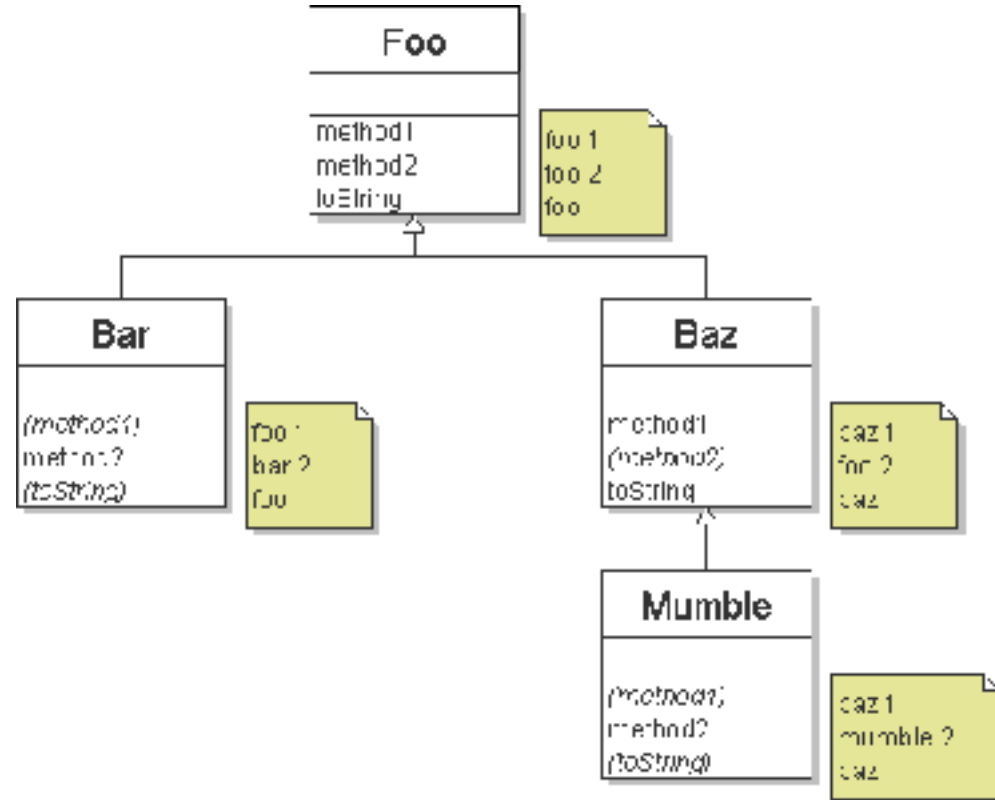 Foo
method1
method2
toString
foo 1
foo 2
foo
Bar
(method1)
method2
(toString)
foo 1
bar 2
foo
Baz
method1
(method2)
toString
baz 1
foo 2
baz
Mumble
(method1)
method2
(toString)
baz 1
mumble 2
baz